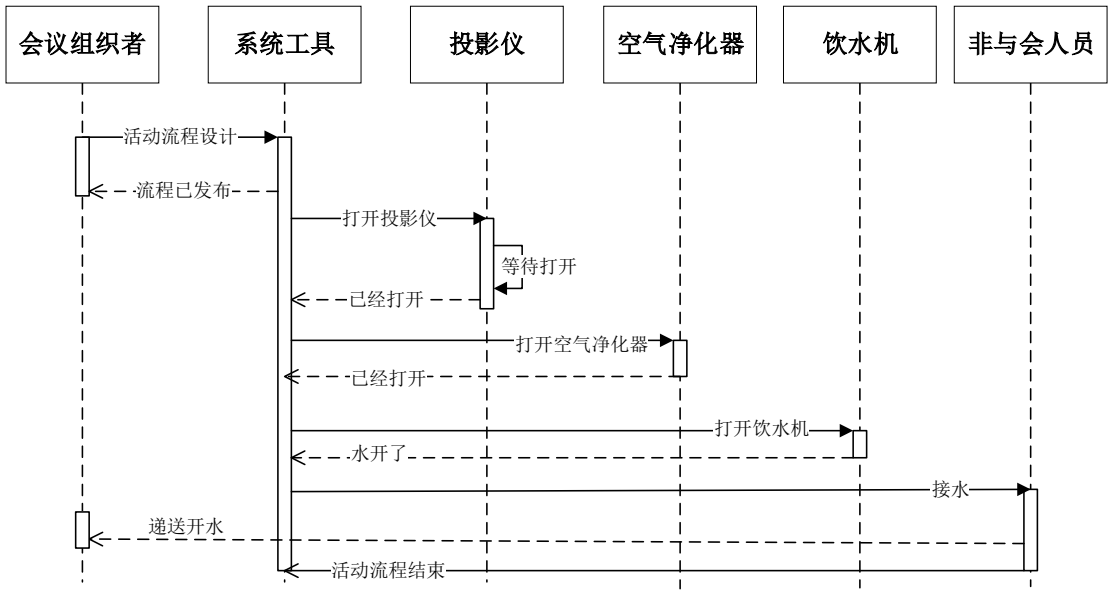 会议组织者
系统工具
投影仪
空气净化器
饮水机
非与会人员
活动流程设计
流程已发布
打开投影仪
等待打开
已经打开
打开空气净化器
已经打开
打开饮水机
水开了
接水
递送开水
活动流程结束